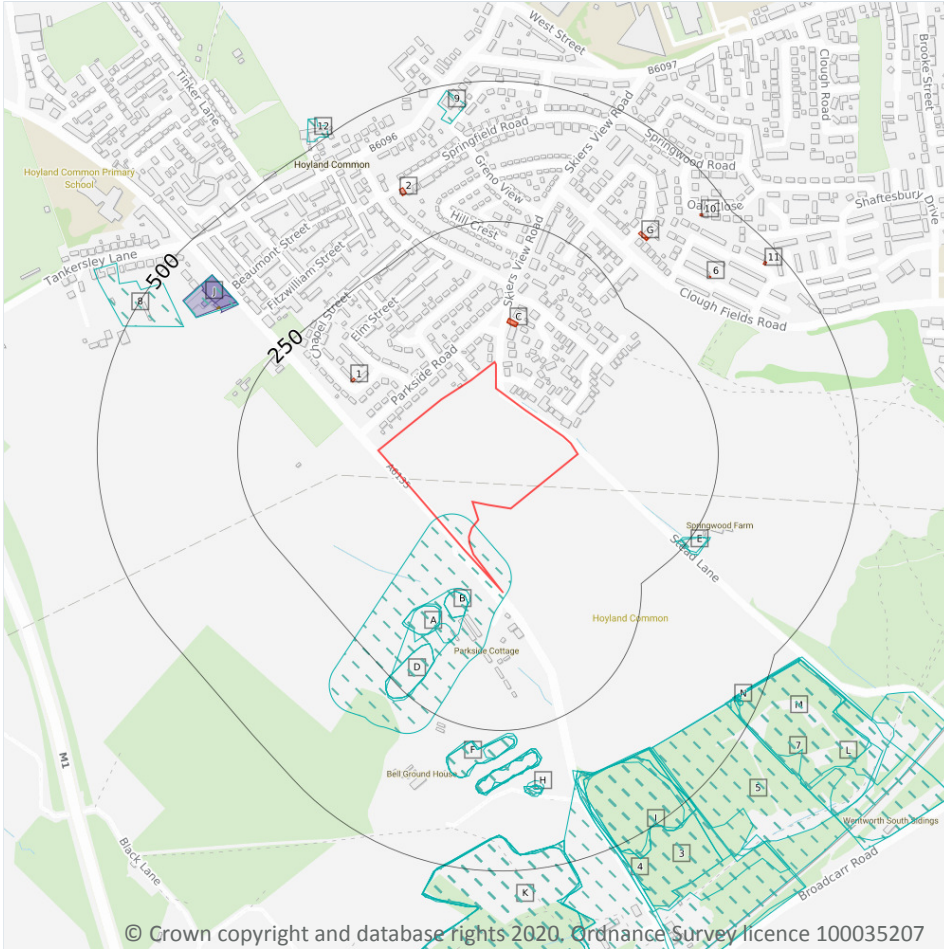 West Street
B6097
Clough Road
Brooke Street
Tinker Lane
9
12
B6096
Springfield Road
Skiers View Road
Springwood Road
Hoyland Common
Hoyland Common Primary
School
2
Greno View
10
Oak Close
Shaftesbury
Drive
Hill Crest
Skiers View Road
G
Beaumont Street
Tankersley Lane
500
Fitzwilliam Street
11
6
8
J
Clough Fields Road
Elm Street
Chapel Street
C
250
1
Parkside Road
A6135
Springwood Farm
E
Stead Lane
B
A
Hoyland Common
Parkside Cottage
D
N
M
F
7
L
M1
Bell Ground House
H
5
I
Wentworth South Sidings
3
4
Black Lane
K
Broadcarr Road
© Crown copyright and database rights 2020. Ordnance Survey licence 100035207